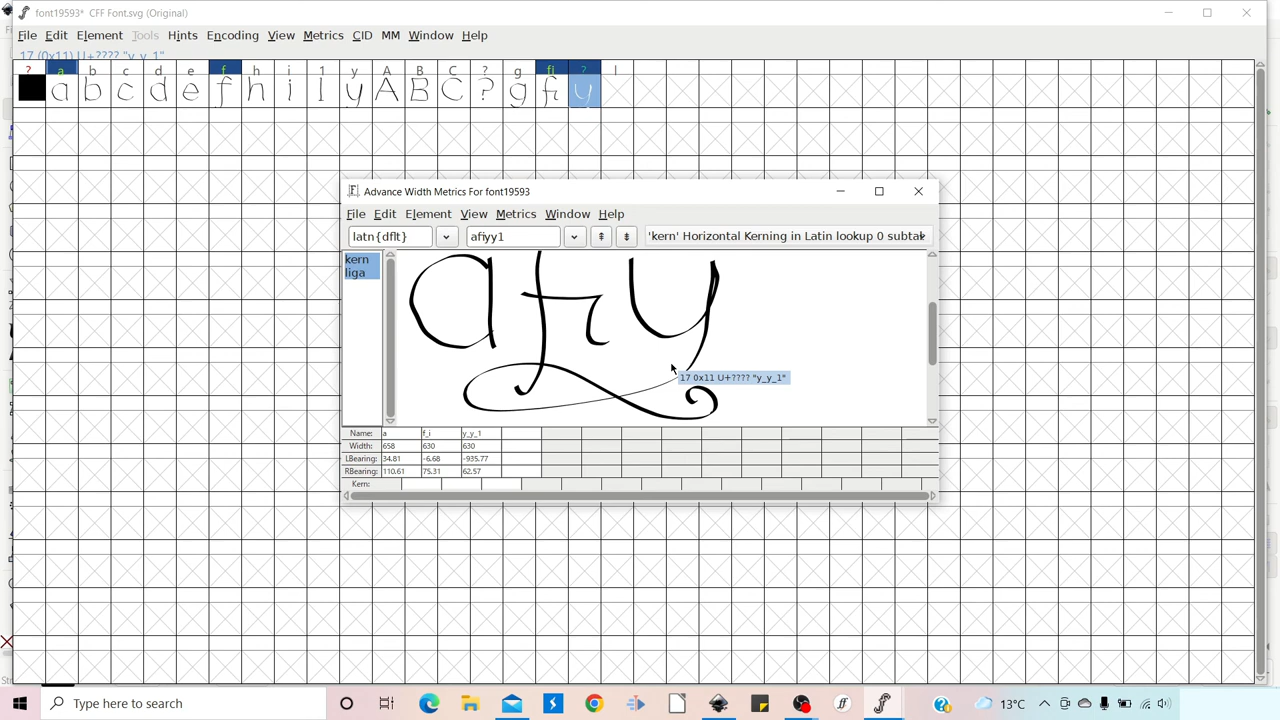 font19593* CFF Font.svg (Original)
File Edit Element Tools Hints Encoding View Metrics CID MM Window Help
17 (0x11) U+???? "y_y_1"
? a b c d e f h i 1 y A B C ? g fi ? l
a b c d e f h i l y A B C ? g fi y
Advance Width Metrics For font19593
File Edit Element View Metrics Window Help
latn{dflt} afiyy1 'kern' Horizontal Kerning in Latin lookup 0 subtab
kern
liga
a fi y
17 0x11 U+???? "y_y_1"
Name: a f_i y_y_1
Width: 658 630 630
LBearing: 34.81 -6.68 -935.77
RBearing: 110.61 75.31 62.57
Kern:
Type here to search
13°C